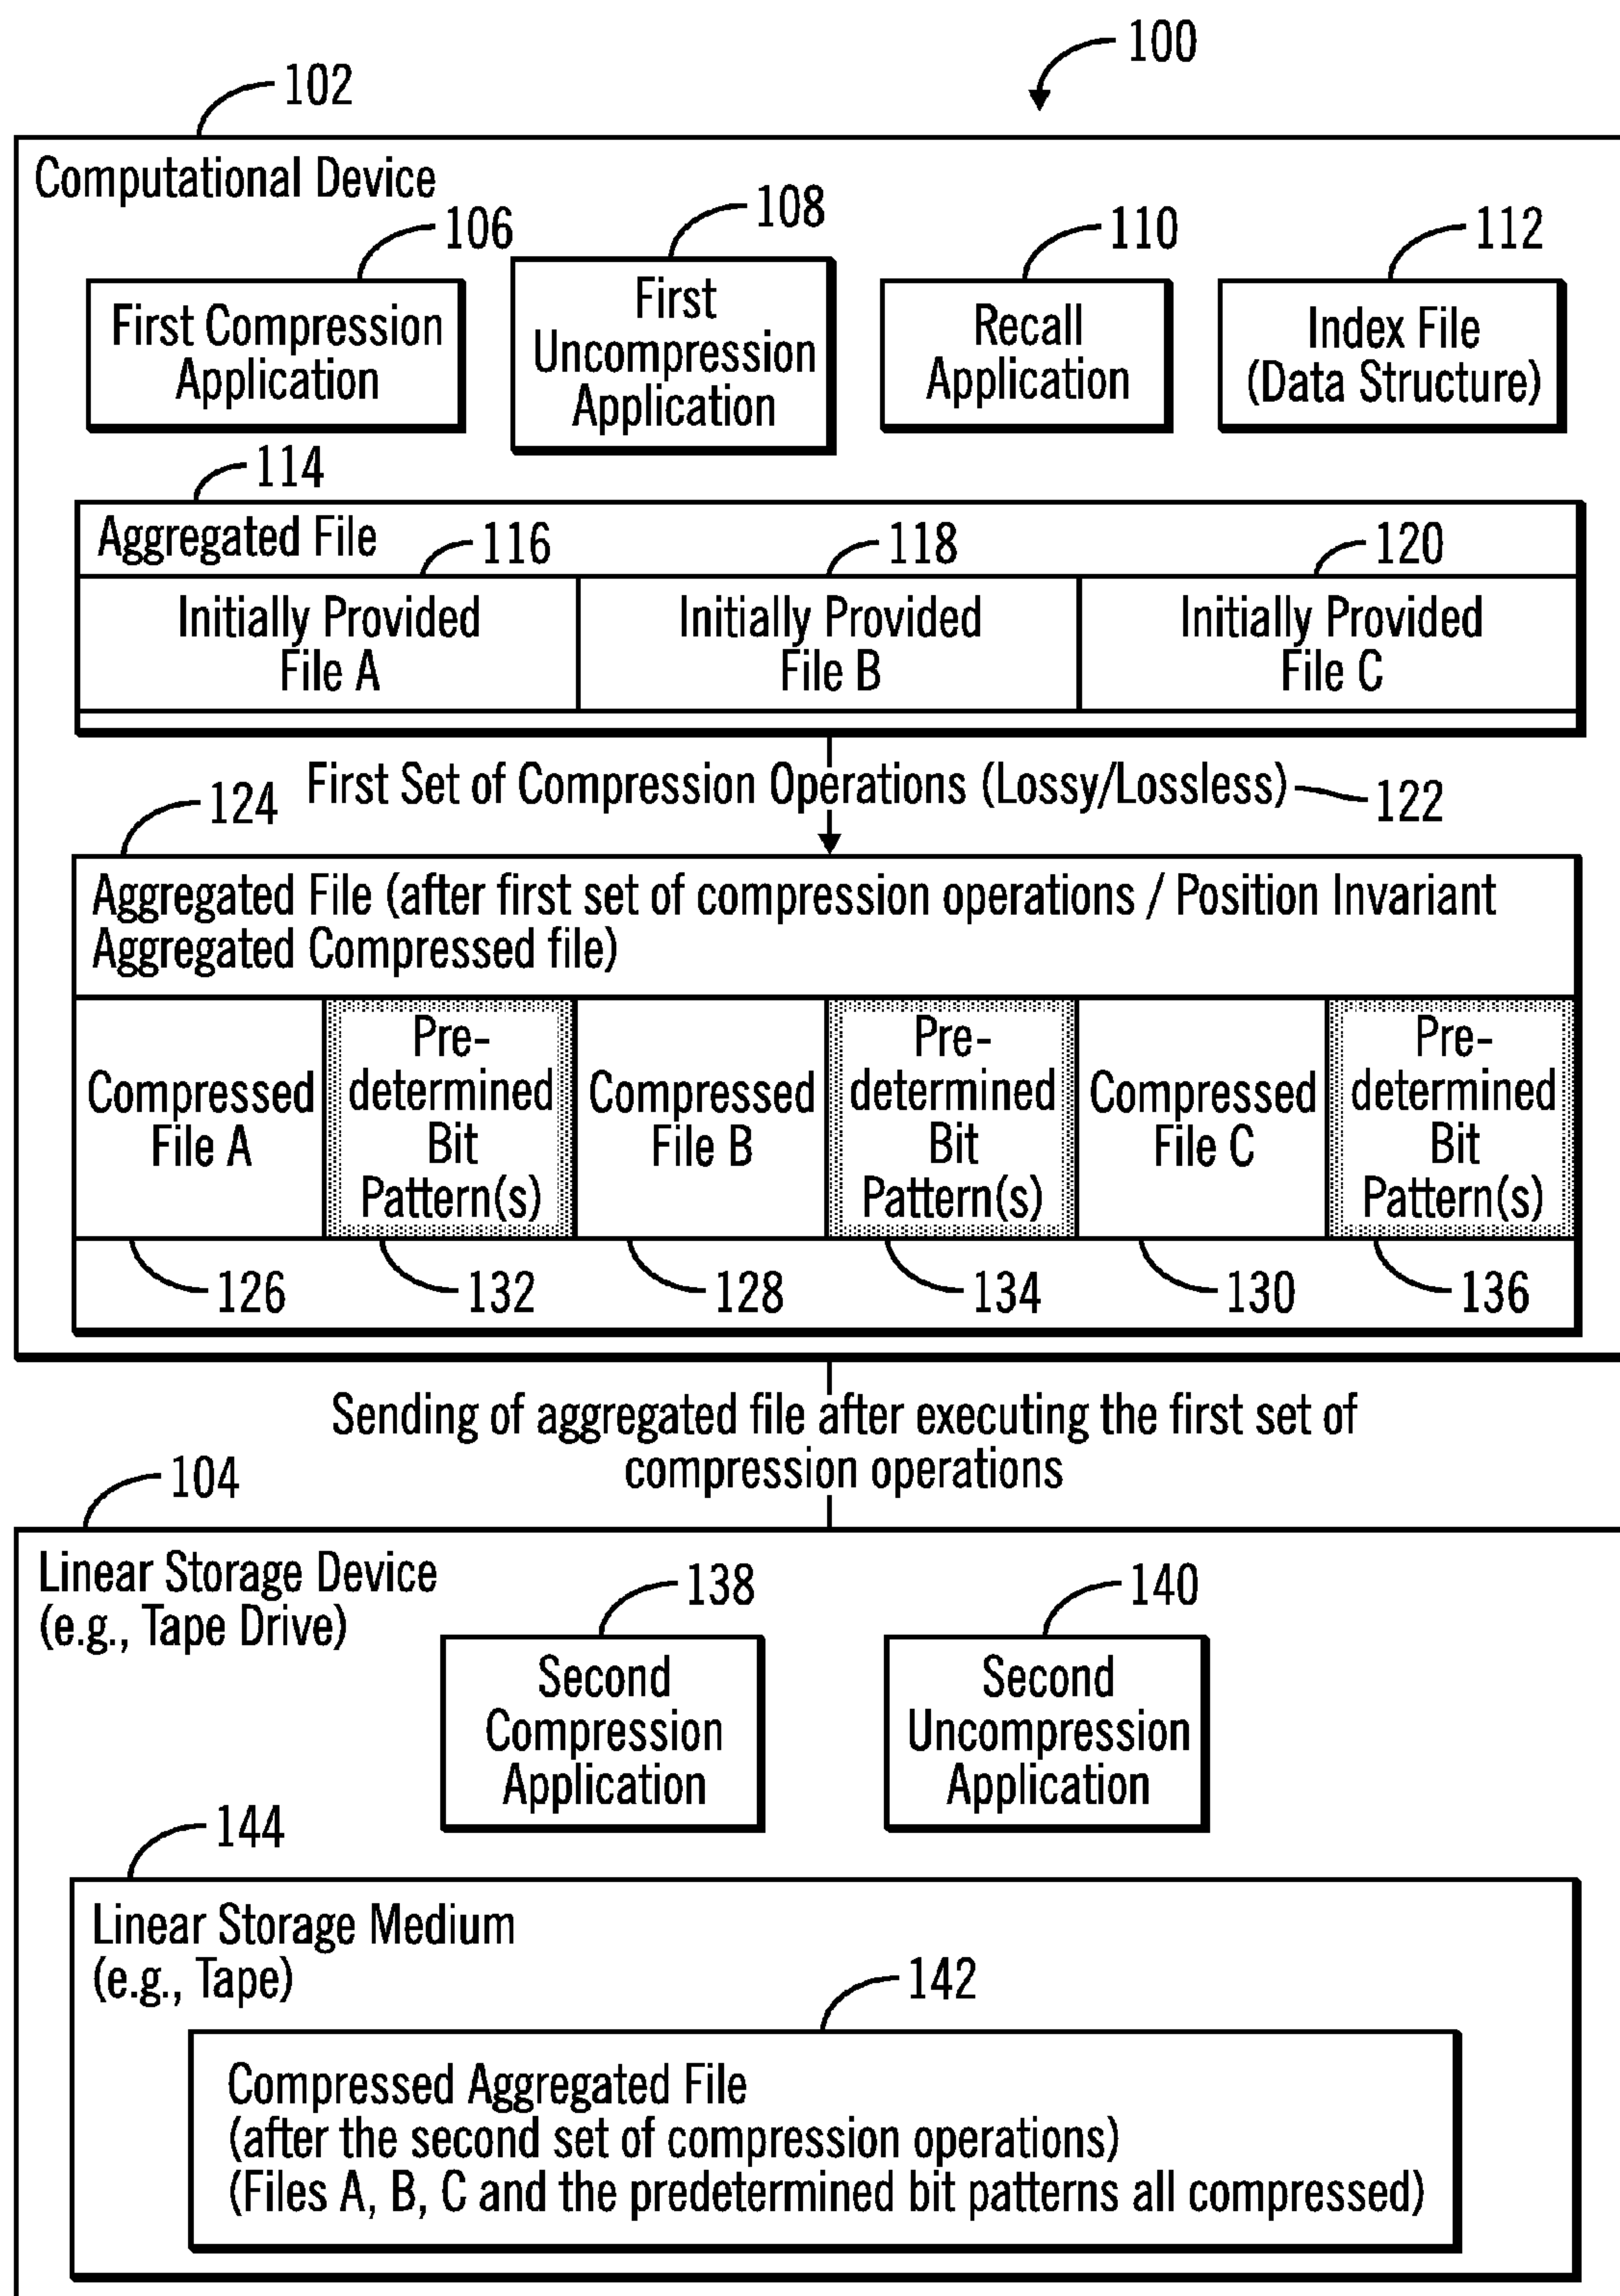 100
102
Computational Device
106
108
110
112
First Compression
Application
First
Uncompression
Application
Recall
Application
Index File
(Data Structure)
114
Aggregated File
116
118
120
Initially Provided
File A
Initially Provided
File B
Initially Provided
File C
First Set of Compression Operations (Lossy/Lossless)
122
124
Aggregated File (after first set of compression operations / Position Invariant
Aggregated Compressed file)
Compressed
File A
Pre-
determined
Bit
Pattern(s)
Compressed
File B
Pre-
determined
Bit
Pattern(s)
Compressed
File C
Pre-
determined
Bit
Pattern(s)
126
132
128
134
130
136
Sending of aggregated file after executing the first set of
compression operations
104
Linear Storage Device
(e.g., Tape Drive)
138
140
Second
Compression
Application
Second
Uncompression
Application
144
Linear Storage Medium
(e.g., Tape)
142
Compressed Aggregated File
(after the second set of compression operations)
(Files A, B, C and the predetermined bit patterns all compressed)